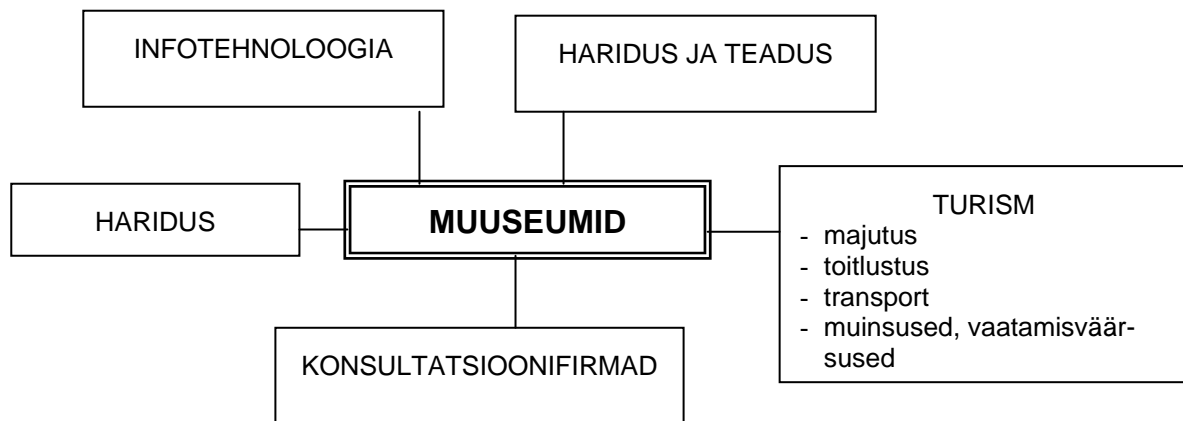 INFOTEHNOLOOGIA
HARIDUS JA TEADUS
HARIDUS
MUUSEUMID
TURISM
- majutus
- toitlustus
- transport
- muinsused, vaatamisväär-
sused
KONSULTATSIOONIFIRMAD